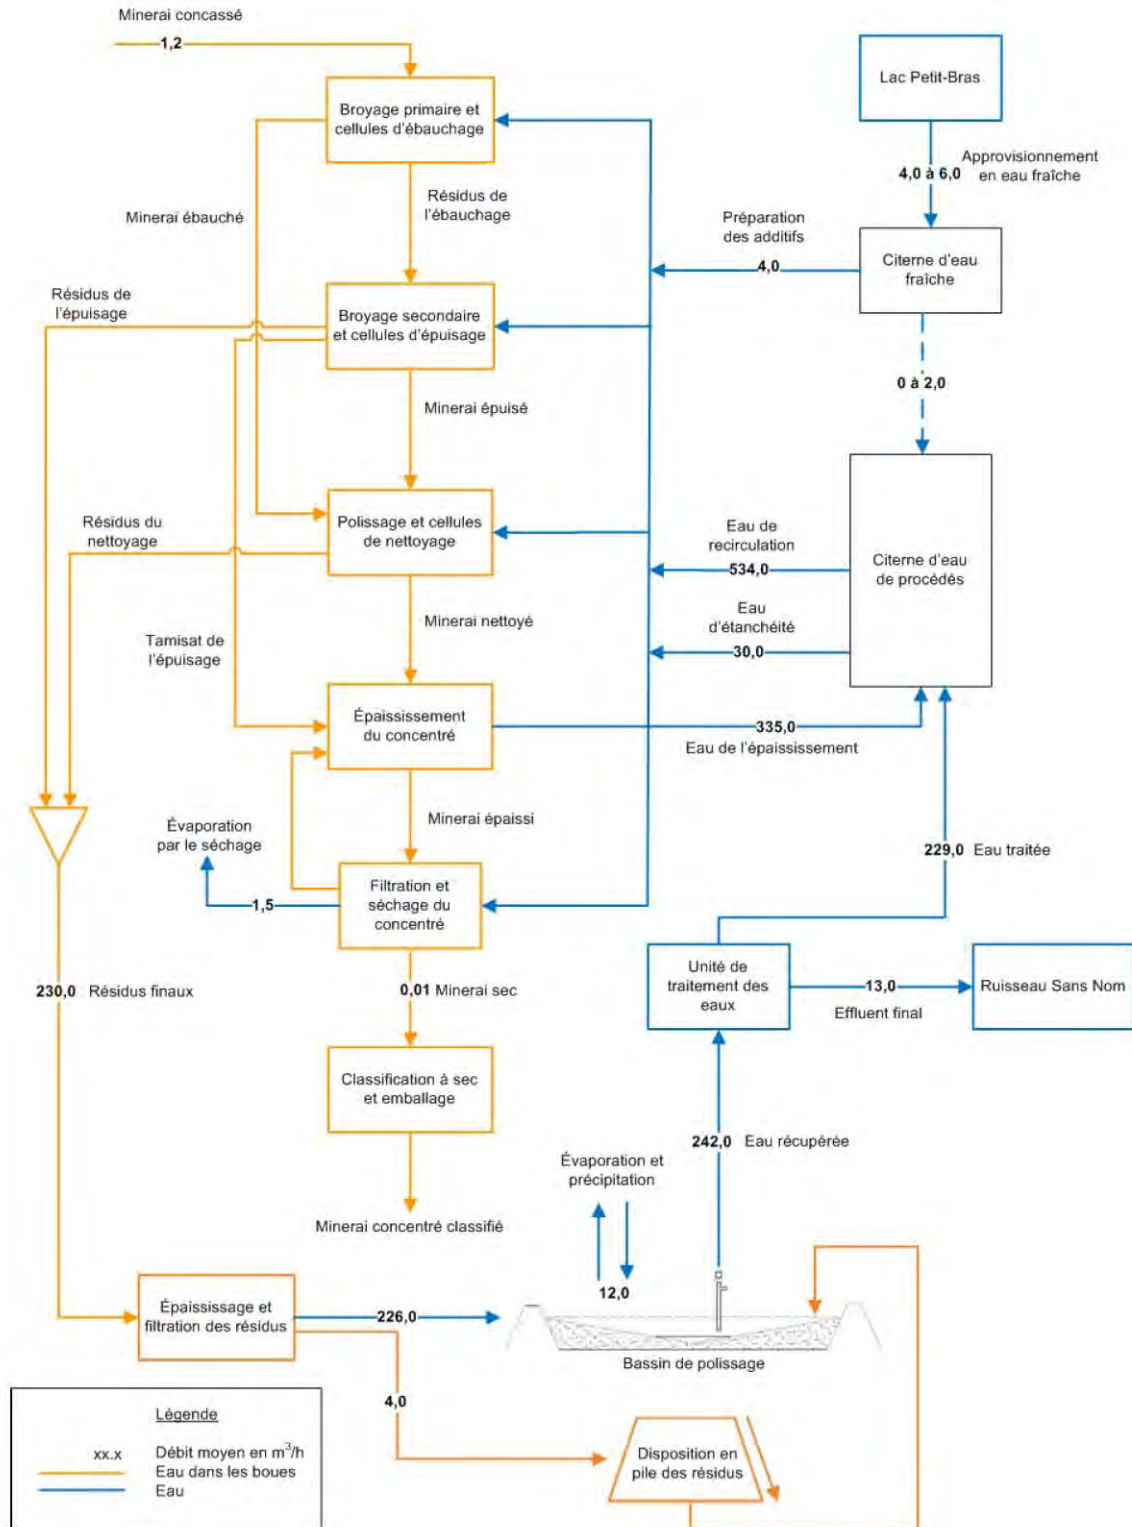 Minerai concassé
1,2
Broyage primaire et
cellules d'ébauchage
Lac Petit-Bras
Approvisionnement
en eau fraîche
4,0 à 6,0
Résidus de
l'ébauchage
Minerai ébauché
Préparation
des additifs
4,0
Citerne d'eau
fraîche
Résidus de
l'épuisage
Broyage secondaire
et cellules d'épuisage
0 à 2,0
Minerai épuisé
Résidus du
nettoyage
Polissage et cellules
de nettoyage
Eau de
recirculation
534,0
Citerne d'eau
de procédés
Eau
d'étanchéité
30,0
Minerai nettoyé
Tamisat de
l'épuisage
Épaississement
du concentré
335,0
Eau de l'épaississement
Minerai épaissi
Évaporation
par le séchage
1,5
Filtration et
séchage du
concentré
229,0 Eau traitée
230,0 Résidus finaux
0,01 Minerai sec
Unité de
traitement des
eaux
13,0
Effluent final
Ruisseau Sans Nom
Classification à sec
et emballage
242,0 Eau récupérée
Évaporation et
précipitation
12,0
Minerai concentré classifié
Épaississage et
filtration des résidus
226,0
Bassin de polissage
4,0
Disposition en
pile des résidus
Légende
xx.x Débit moyen en m³/h
Eau dans les boues
Eau